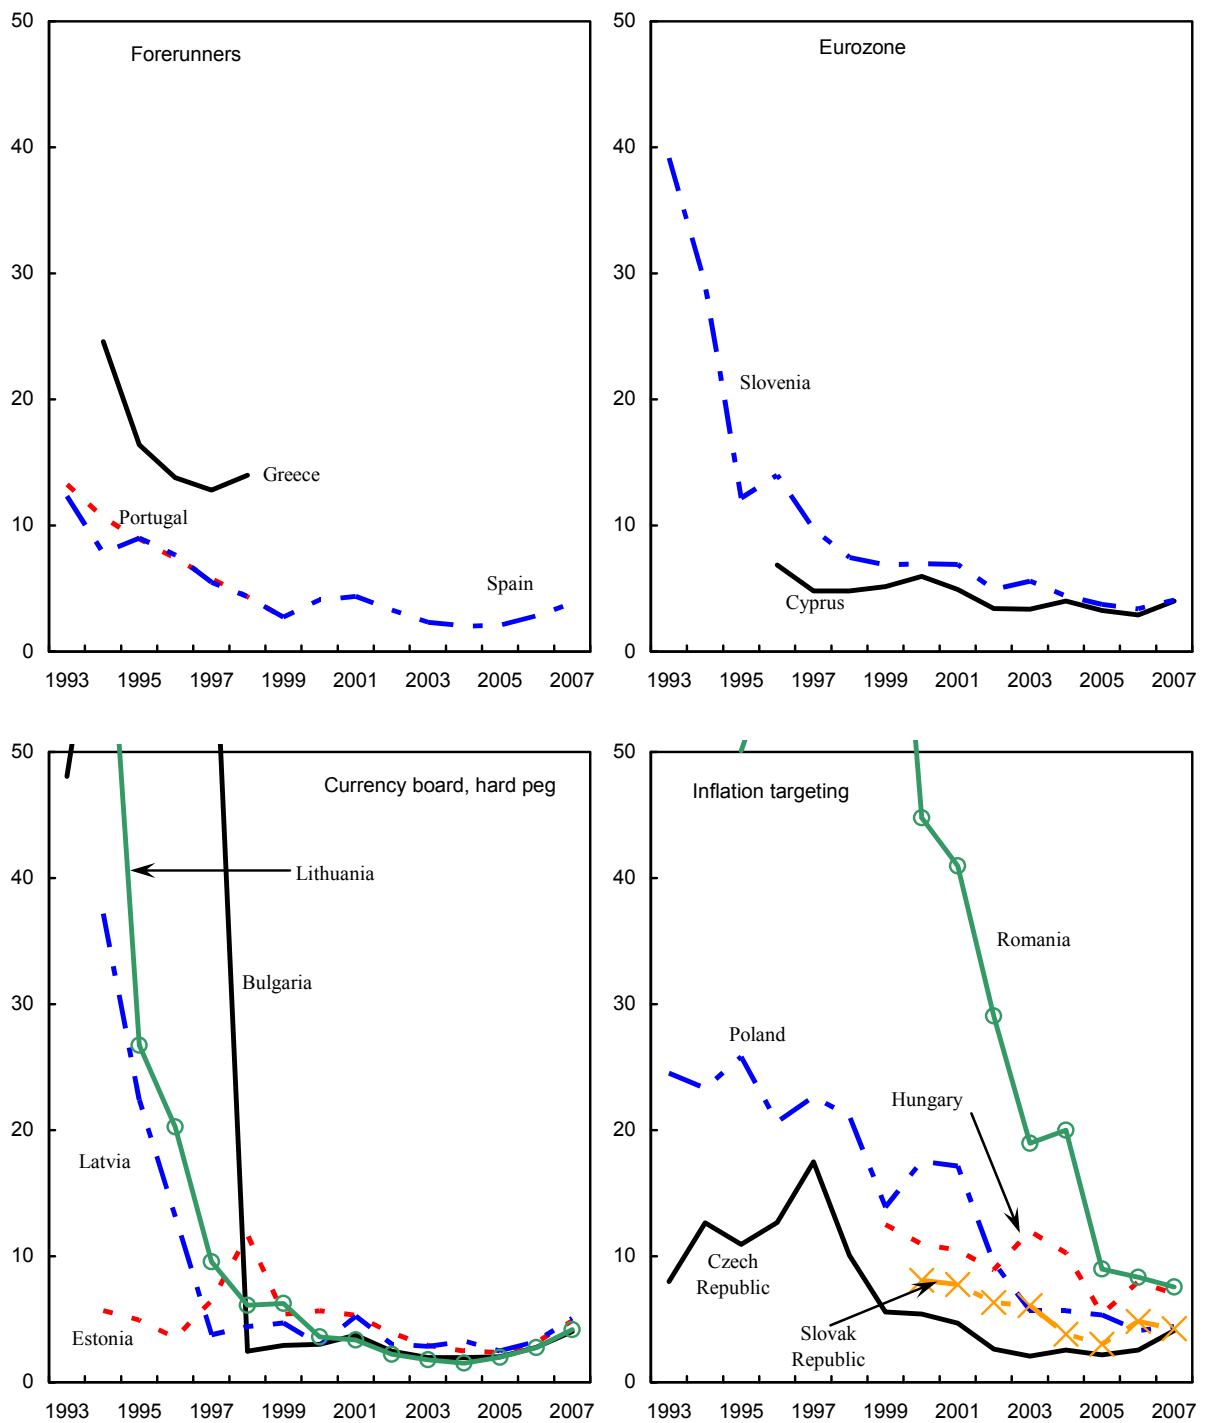 50
Forerunners
40
30
20
Greece
Portugal
10
Spain
0
1993 1995 1997 1999 2001 2003 2005 2007
50
Eurozone
40
30
Slovenia
20
10
Cyprus
0
1993 1995 1997 1999 2001 2003 2005 2007
50
Currency board, hard peg
Lithuania
40
Bulgaria
30
20
Latvia
10
Estonia
0
1993 1995 1997 1999 2001 2003 2005 2007
50
Inflation targeting
40
Romania
30
Poland
Hungary
20
10
Czech
Republic
Slovak
Republic
0
1993 1995 1997 1999 2001 2003 2005 2007